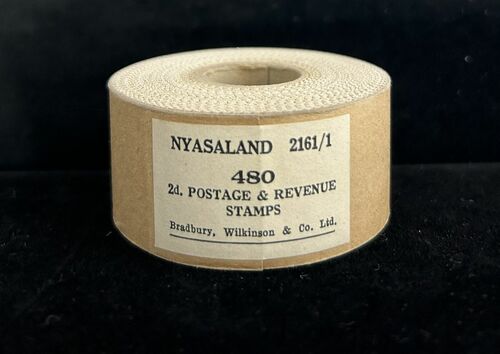 NYASALAND 2161/1
480
2d. POSTAGE & REVENUE
STAMPS
Bradbury, Wilkinson & Co. Ltd.